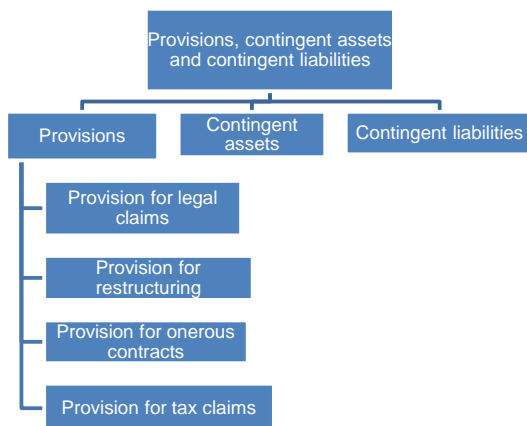 Provisions, contingent assets
and contingent liabilities
Provisions
Contingent
assets
Contingent liabilities
Provision for legal
claims
Provision for
restructuring
Provision for onerous
contracts
Provision for tax claims